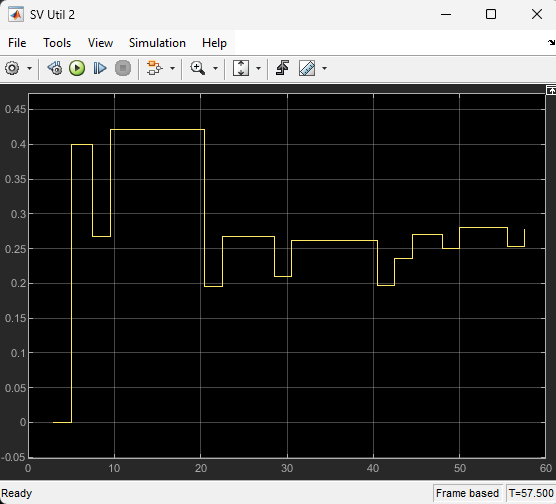 SV Util 2
File Tools View Simulation Help
0.45
0.4
0.35
0.3
0.25
0.2
0.15
0.1
0.05
0
-0.05
0 10 20 30 40 50 60
Ready Frame based T=57.500